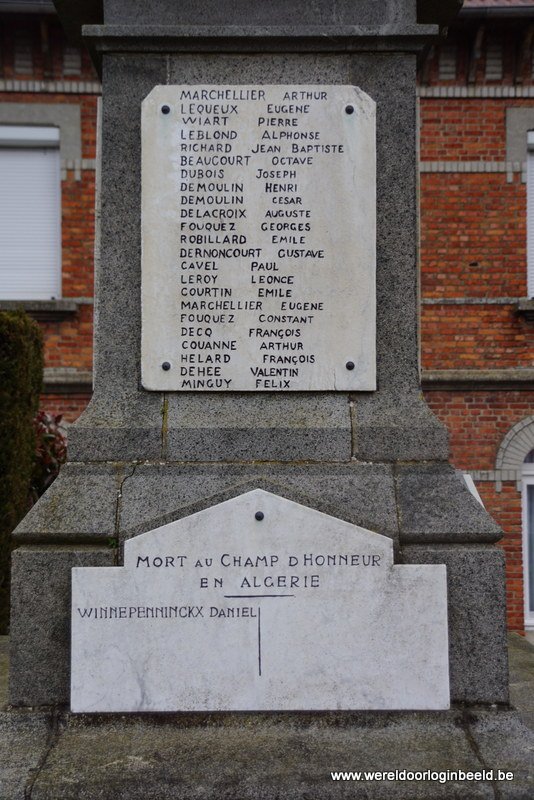 MARCHELLIER ARTHUR
LEQUEUX EUGENE
WIART PIERRE
LEBLOND ALPHONSE
RICHARD JEAN BAPTISTE
BEAUCOURT OCTAVE
DUBOIS JOSEPH
DEMOULIN HENRI
DEMOULIN CESAR
DELACROIX AUGUSTE
FOUQUEZ GEORGES
ROBILLARD EMILE
DERNONCOURT GUSTAVE
CAVEL PAUL
LEROY LEONCE
COURTIN EMILE
MARCHELLIER EUGENE
FOUQUEZ CONSTANT
DECQ FRANÇOIS
COUANNE ARTHUR
HELARD FRANÇOIS
DEHEE VALENTIN
MINGUY FELIX
MORT AU CHAMP D HONNEUR
EN ALGERIE
WINNEPENNINCKX DANIEL
www.wereldoorloginbeeld.be